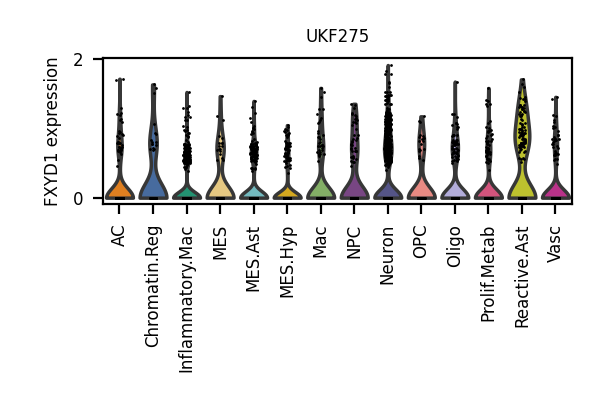 UKF275
FXYD1 expression
2
0
AC
Chromatin.Reg
Inflammatory.Mac
MES
MES.Ast
MES.Hyp
Mac
NPC
Neuron
OPC
Oligo
Prolif.Metab
Reactive.Ast
Vasc